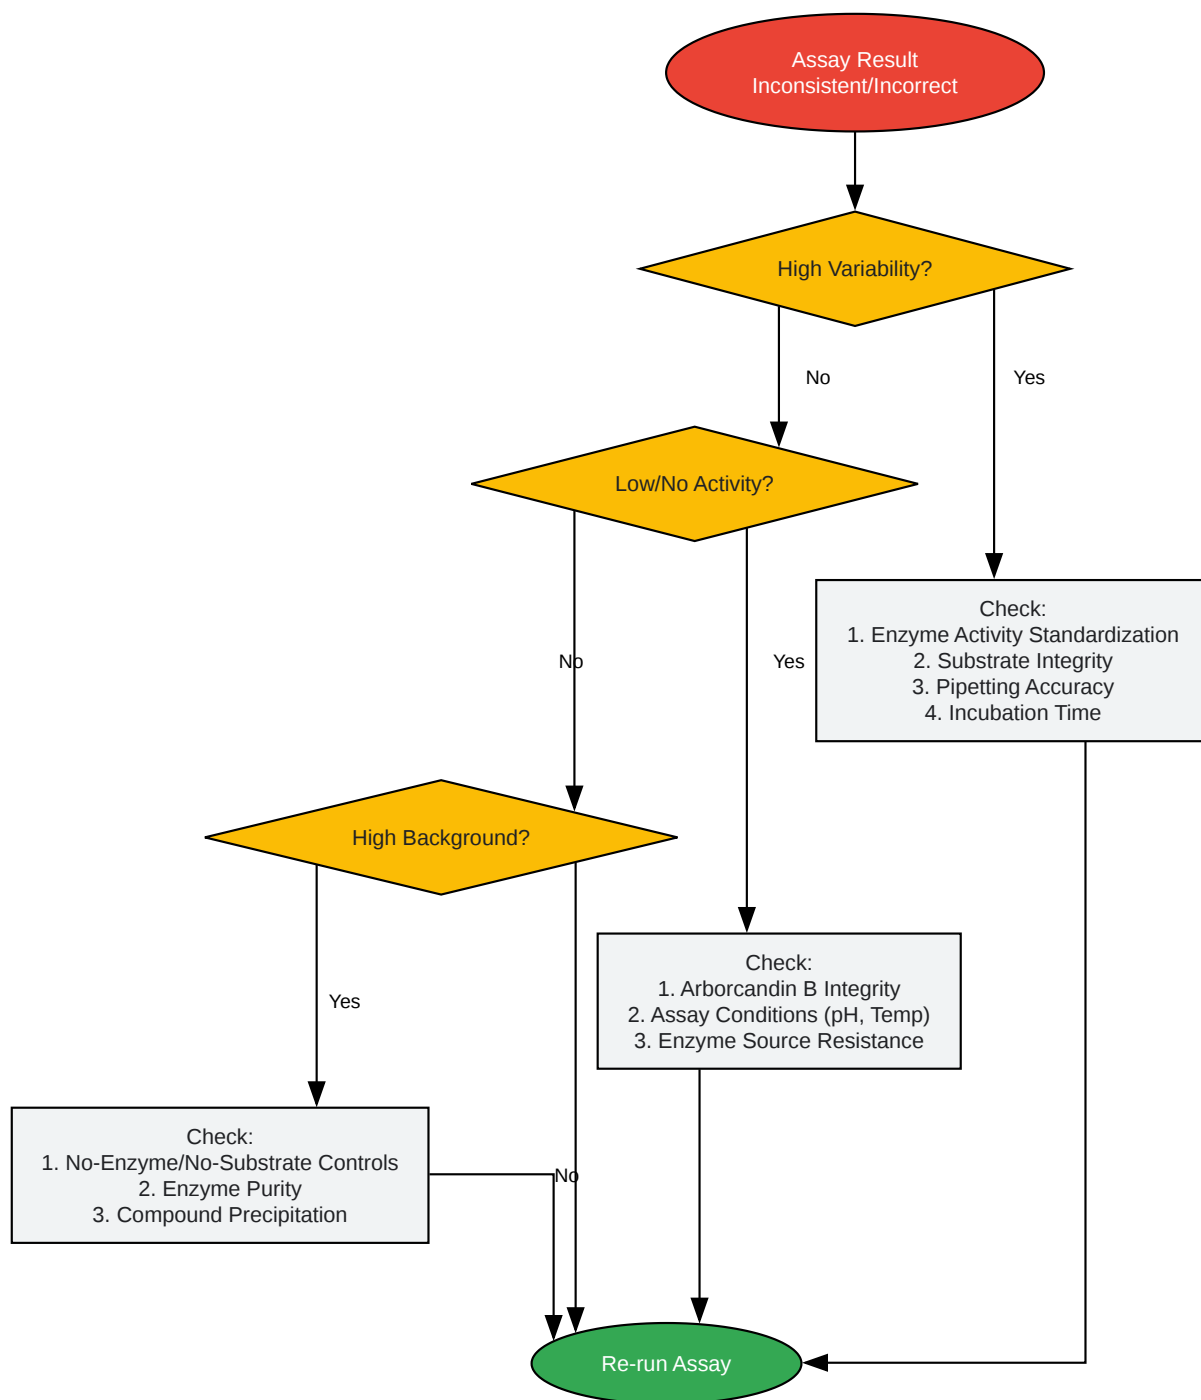 Assay Result
Inconsistent/Incorrect
High Variability?
No
Yes
Low/No Activity?
Check:
1. Enzyme Activity Standardization
2. Substrate Integrity
3. Pipetting Accuracy
4. Incubation Time
No
Yes
High Background?
Check:
1. Arborcandin B Integrity
2. Assay Conditions (pH, Temp)
3. Enzyme Source Resistance
Yes
Check:
1. No-Enzyme/No-Substrate Controls
2. Enzyme Purity
3. Compound Precipitation
No
Re-run Assay